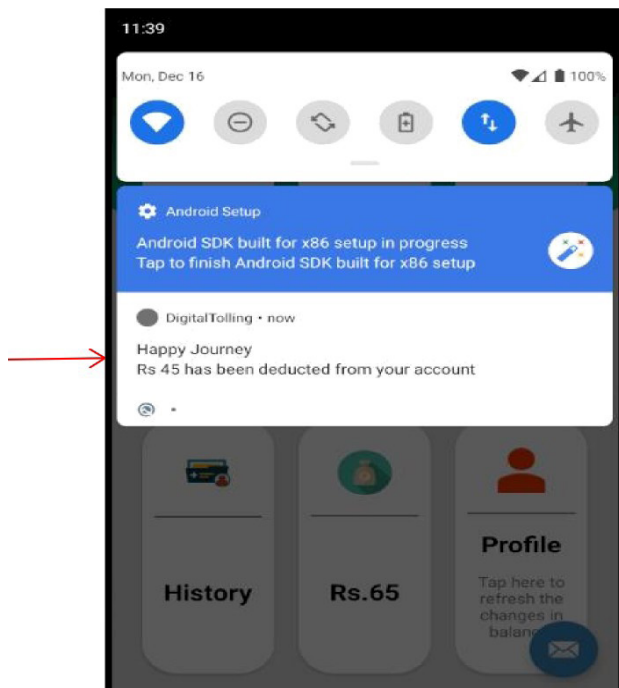 11:39
Mon, Dec 16
100%
Android Setup
Android SDK built for x86 setup in progress
Tap to finish Android SDK built for x86 setup
DigitalTolling • now
Happy Journey
Rs 45 has been deducted from your account
History
Rs.65
Profile
Tap here to
refresh the
changes in